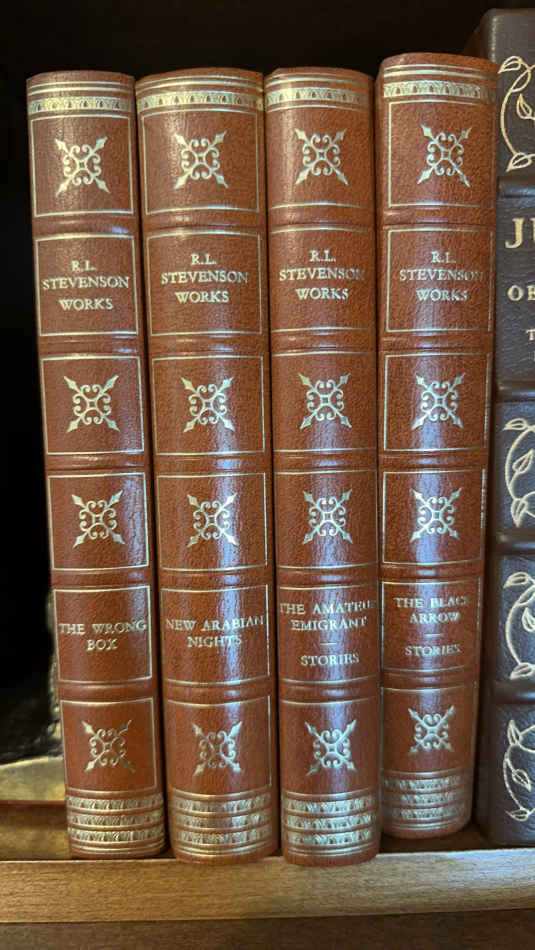 R.L.
STEVENSON
WORKS
THE WRONG
BOX
R.L.
STEVENSON
WORKS
NEW ARABIAN
NIGHTS
R.L.
STEVENSON
WORKS
THE AMATEUR
EMIGRANT
STORIES
R.L.
STEVENSON
WORKS
THE BLACK
ARROW
STORIES